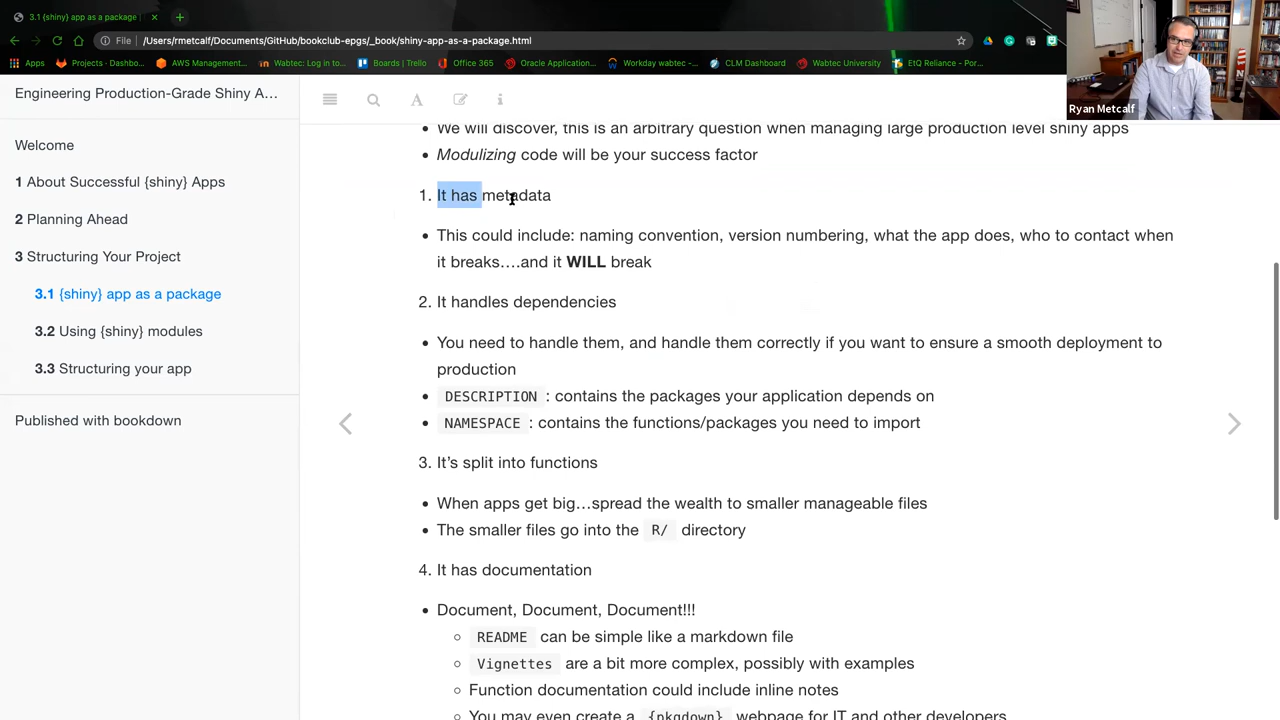 3.1 {shiny} app as a package
File
/Users/rmetcalf/Documents/GitHub/bookclub-epgs/_book/shiny-app-as-a-package.html
Apps
Projects · Dashbo...
AWS Management...
Wabtec: Log in to...
Boards | Trello
Office 365
Oracle Application...
Workday wabtec -...
CLM Dashboard
Wabtec University
EtQ Reliance - Por...
Ryan Metcalf
Engineering Production-Grade Shiny A...
Welcome
1 About Successful {shiny} Apps
2 Planning Ahead
3 Structuring Your Project
3.1 {shiny} app as a package
3.2 Using {shiny} modules
3.3 Structuring your app
Published with bookdown
• We will discover, this is an arbitrary question when managing large production level shiny apps
• Modulizing code will be your success factor
1. It has metadata
• This could include: naming convention, version numbering, what the app does, who to contact when
it breaks....and it WILL break
2. It handles dependencies
• You need to handle them, and handle them correctly if you want to ensure a smooth deployment to
production
• DESCRIPTION : contains the packages your application depends on
• NAMESPACE : contains the functions/packages you need to import
3. It's split into functions
• When apps get big...spread the wealth to smaller manageable files
• The smaller files go into the R/ directory
4. It has documentation
• Document, Document, Document!!!
○ README can be simple like a markdown file
○ Vignettes are a bit more complex, possibly with examples
○ Function documentation could include inline notes
○ You may even create a {pkgdown} webpage for IT and other developers